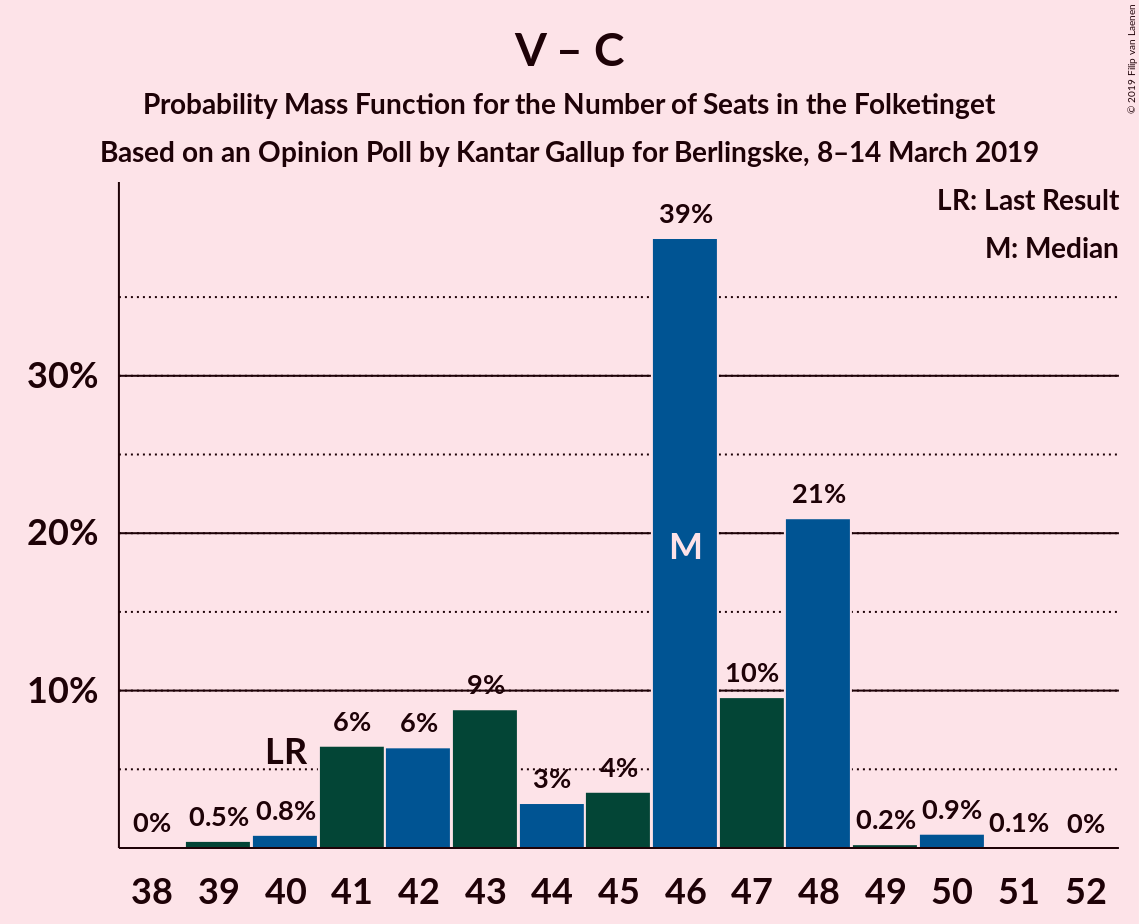 V – C
Probability Mass Function for the Number of Seats in the Folketinget
Based on an Opinion Poll by Kantar Gallup for Berlingske, 8–14 March 2019
© 2019 Filip van Laenen
LR: Last Result
M: Median
39%
30%
21%
20%
M
10%
10%
9%
6%
6%
LR
3%
4%
0%
0.5%
0.8%
0.2%
0.9%
0.1%
0%
38 39 40 41 42 43 44 45 46 47 48 49 50 51 52